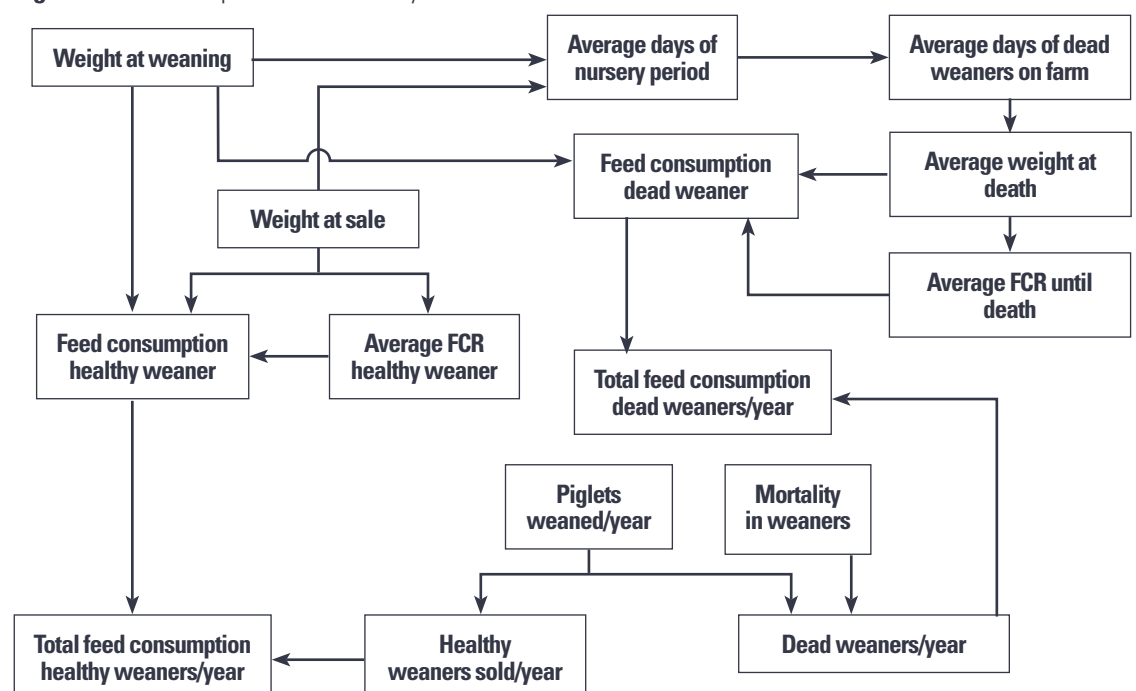 Weight at weaning
Average days of
nursery period
Average days of dead
weaners on farm
Feed consumption
dead weaner
Average weight at
death
Weight at sale
Average FCR until
death
Feed consumption
healthy weaner
Average FCR
healthy weaner
Total feed consumption
dead weaners/year
Piglets
weaned/year
Mortality
in weaners
Total feed consumption
healthy weaners/year
Healthy
weaners sold/year
Dead weaners/year